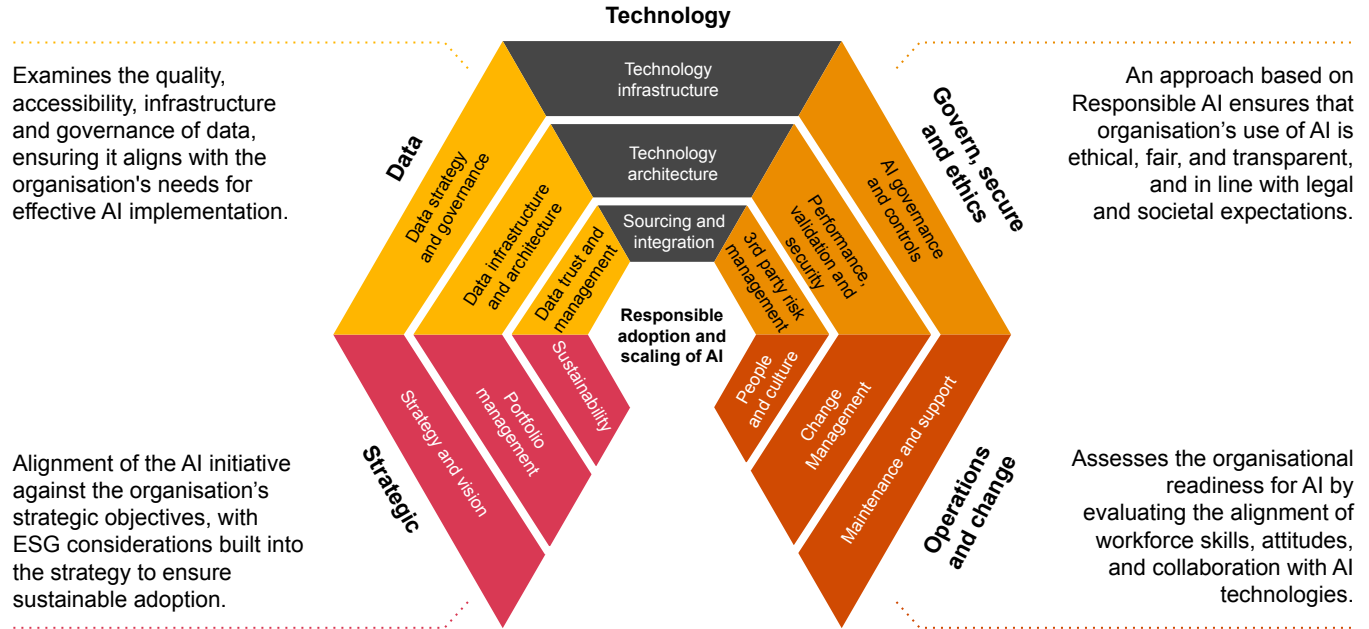 Technology
Examines the quality,
accessibility, infrastructure
and governance of data,
ensuring it aligns with the
organisation's needs for
effective AI implementation.
Data
Data strategy
and governance
Data infrastructure
and architecture
Data trust and
management
Technology
infrastructure
Technology
architecture
Sourcing and
integration
3rd party risk
management
Performance,
validation and
security
AI governance
and controls
Govern, secure
and ethics
An approach based on
Responsible AI ensures that
organisation’s use of AI is
ethical, fair, and transparent,
and in line with legal
and societal expectations.
Responsible
adoption and
scaling of AI
Alignment of the AI initiative
against the organisation’s
strategic objectives, with
ESG considerations built into
the strategy to ensure
sustainable adoption.
Strategic
Strategy and vision
Portfolio
management
Sustainability
People
and culture
Change
Management
Maintenance and support
Operations
and change
Assesses the organisational
readiness for AI by
evaluating the alignment of
workforce skills, attitudes,
and collaboration with AI
technologies.